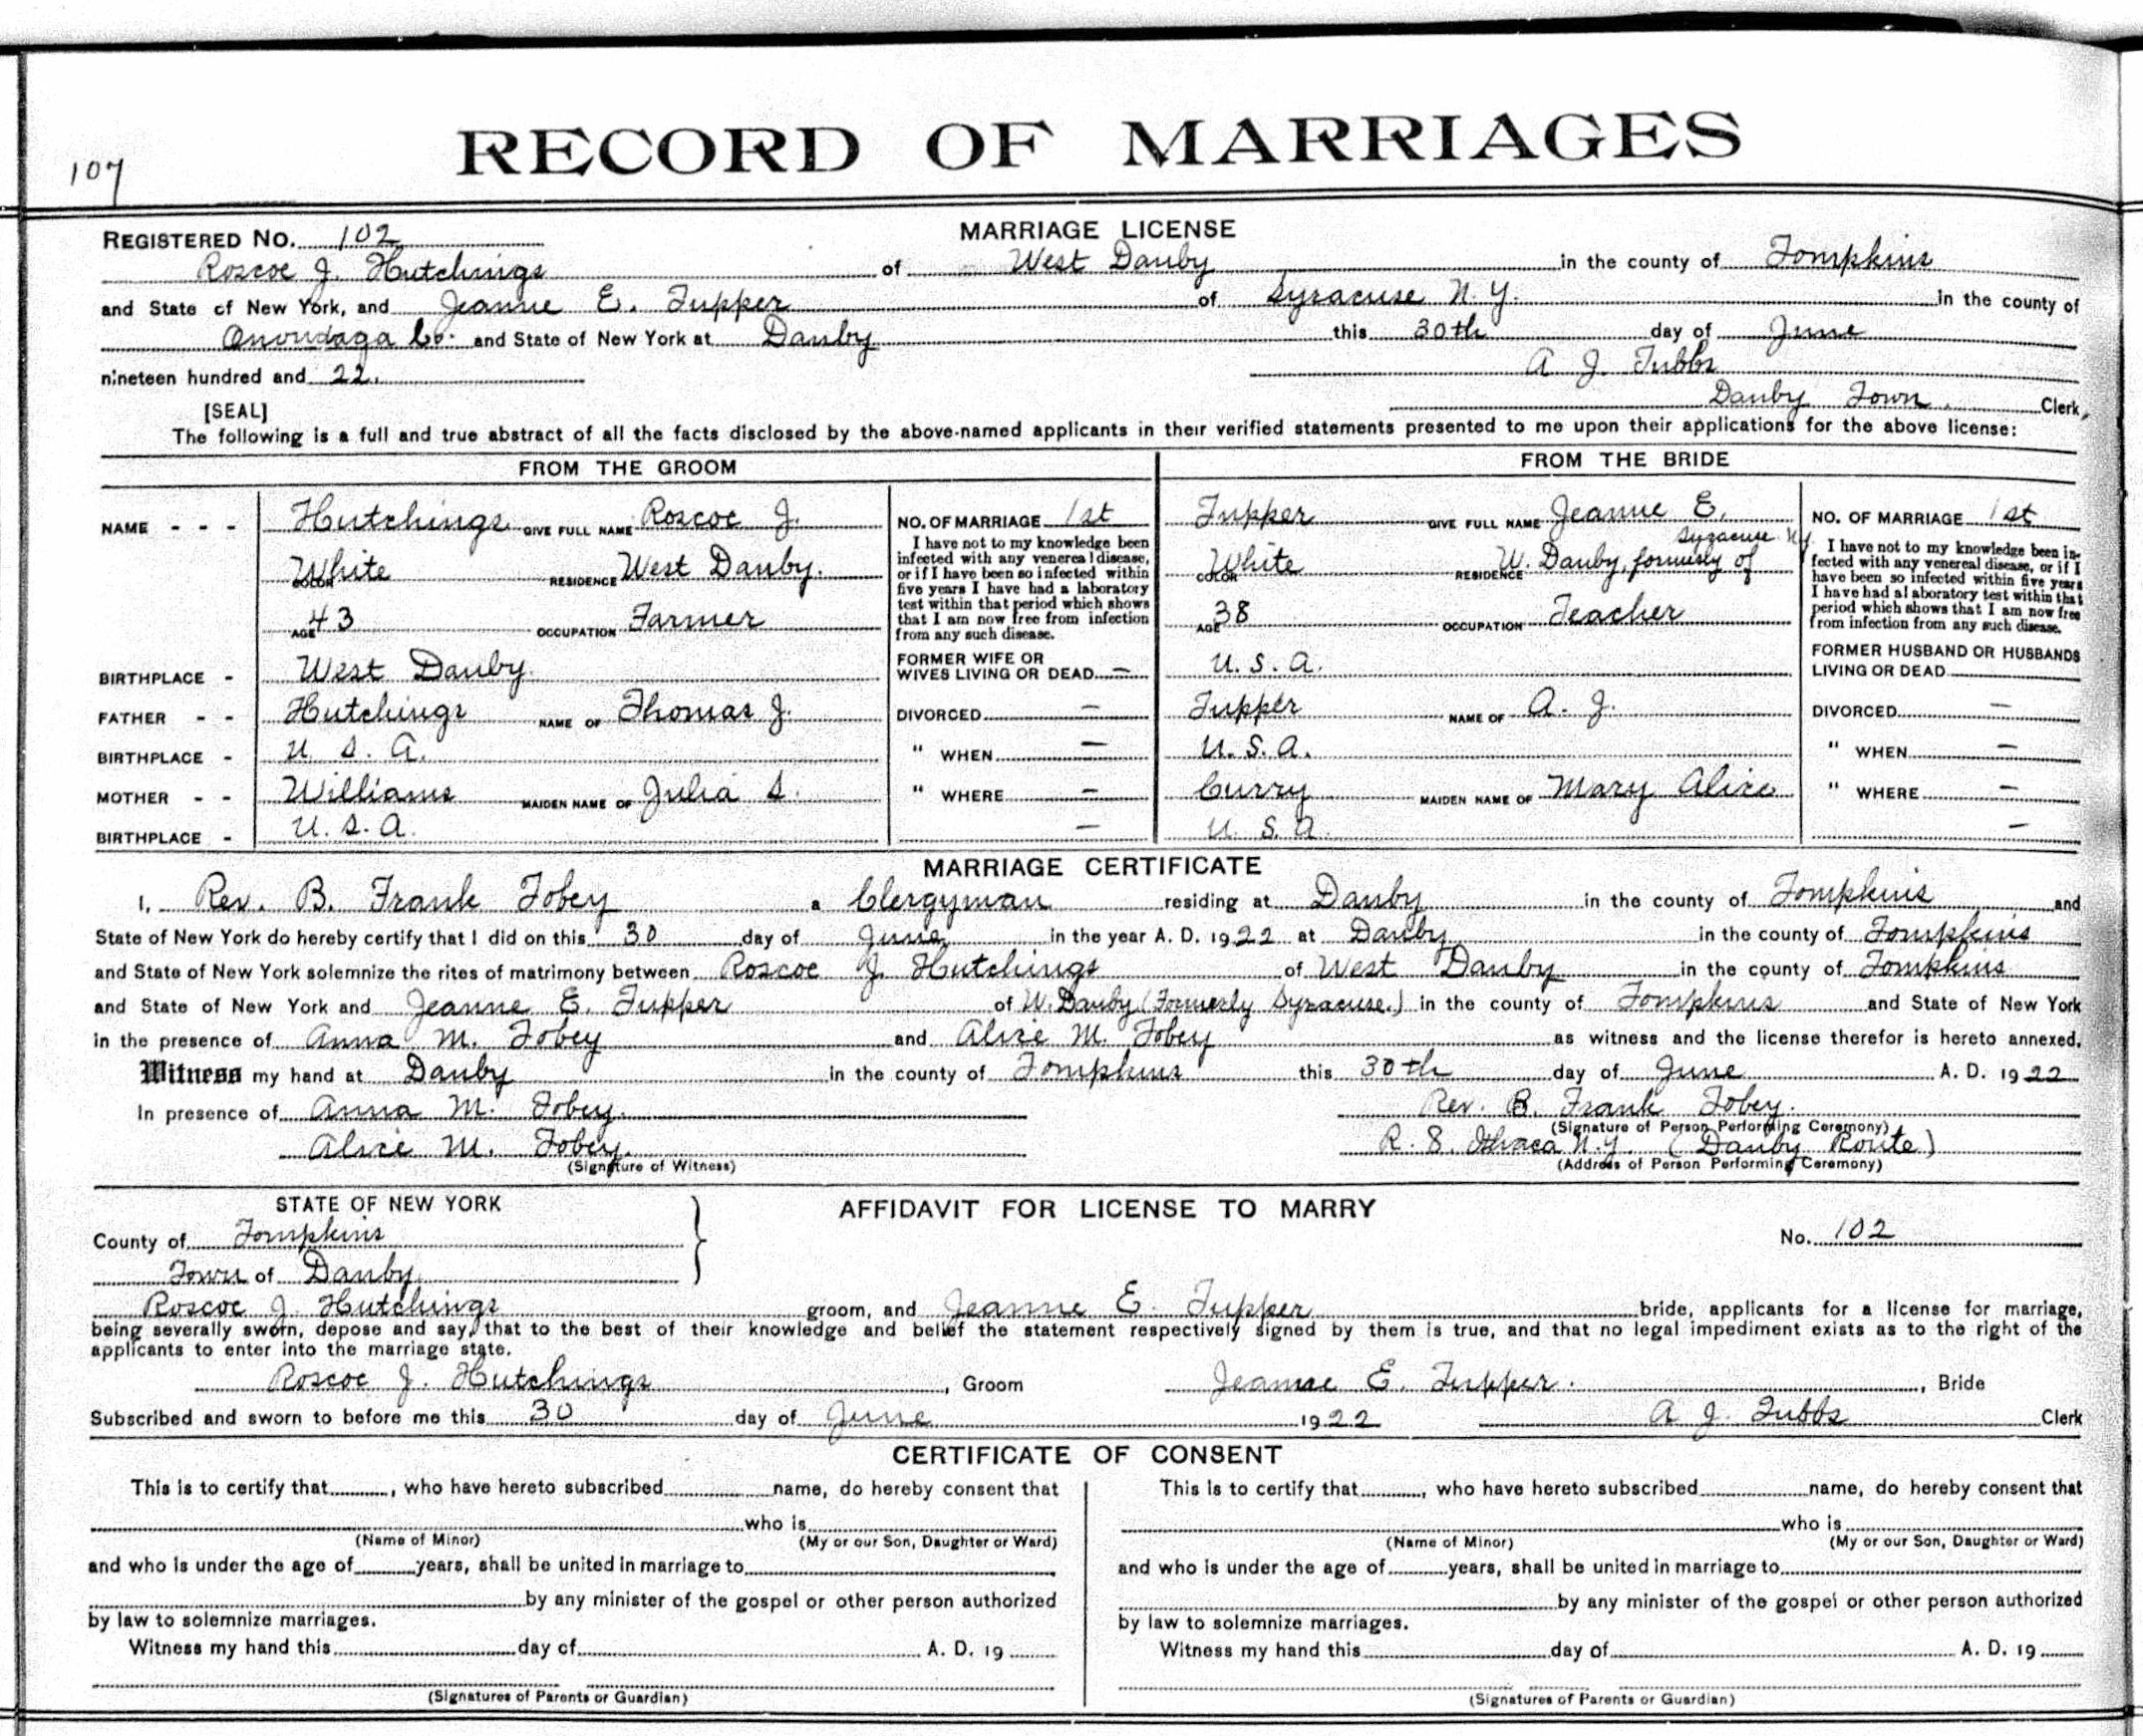 107
RECORD OF MARRIAGES
REGISTERED NO. 102
MARRIAGE LICENSE
Roscoe J. Hutchings of West Danby in the county of Tompkins
and State of New York, and Jeanne E. Tupper of Syracuse N.Y. in the county of
Onondaga Co. and State of New York at Danby this 30th day of June
nineteen hundred and 22. A J. Tubbs
[SEAL] Danby Town Clerk,
The following is a full and true abstract of all the facts disclosed by the above-named applicants in their verified statements presented to me upon their applications for the above license:
FROM THE GROOM
NAME - - - Hutchings GIVE FULL NAME Roscoe J.
COLOR White RESIDENCE West Danby.
AGE 43 OCCUPATION Farmer
BIRTHPLACE - West Danby.
FATHER - - Hutchings NAME OF Thomas J.
BIRTHPLACE - U. S. A.
MOTHER - - Williams MAIDEN NAME OF Julia S.
BIRTHPLACE - U.S.A.
NO. OF MARRIAGE 1st
I have not to my knowledge been
infected with any venereal disease,
or if I have been so infected within
five years I have had a laboratory
test within that period which shows
that I am now free from infection
from any such disease.
FORMER WIFE OR
WIVES LIVING OR DEAD —
DIVORCED —
" WHEN —
" WHERE —
—
FROM THE BRIDE
Tupper GIVE FULL NAME Jeanne E.
Syracuse N.Y.
COLOR White RESIDENCE W. Danby, formerly of
AGE 38 OCCUPATION Teacher
U.S.A.
Tupper NAME OF A. J.
U.S.A.
Curry MAIDEN NAME OF Mary Alice
U. S. A.
NO. OF MARRIAGE 1st
I have not to my knowledge been in-
fected with any venereal disease, or if I
have been so infected within five years
I have had al aboratory test within that
period which shows that I am now free
from infection from any such disease.
FORMER HUSBAND OR HUSBANDS
LIVING OR DEAD
DIVORCED —
" WHEN —
" WHERE —
—
MARRIAGE CERTIFICATE
I, Rev. B. Frank Tobey a Clergyman residing at Danby in the county of Tompkins and
State of New York do hereby certify that I did on this 30 day of June in the year A. D. 1922 at Danby in the county of Tompkins
and State of New York solemnize the rites of matrimony between Roscoe J. Hutchings of West Danby in the county of Tompkins
and State of New York and Jeanne E. Tupper of W. Danby (Formerly Syracuse.) in the county of Tompkins and State of New York
in the presence of Anna M. Tobey and Alice M. Tobey as witness and the license therefor is hereto annexed.
Witness my hand at Danby in the county of Tompkins this 30th day of June A. D. 1922
In presence of Anna M. Tobey. Rev. B. Frank Tobey.
(Signature of Person Performing Ceremony)
Alice M. Tobey. R. 8. Ithaca N.Y. (Danby Route)
(Signature of Witness) (Address of Person Performing Ceremony)
STATE OF NEW YORK
AFFIDAVIT FOR LICENSE TO MARRY
County of Tompkins No. 102
Town of Danby
Roscoe J. Hutchings groom, and Jeanne E. Tupper bride, applicants for a license for marriage,
being severally sworn, depose and say, that to the best of their knowledge and belief the statement respectively signed by them is true, and that no legal impediment exists as to the right of the
applicants to enter into the marriage state.
Roscoe J. Hutchings, Groom Jeanne E. Tupper., Bride
Subscribed and sworn to before me this 30 day of June 1922 A J. Tubbs Clerk
CERTIFICATE OF CONSENT
This is to certify that, who have hereto subscribed name, do hereby consent that
who is
(Name of Minor) (My or our Son, Daughter or Ward)
and who is under the age of years, shall be united in marriage to
by any minister of the gospel or other person authorized
by law to solemnize marriages.
Witness my hand this day of A. D. 19
(Signatures of Parents or Guardian)
This is to certify that, who have hereto subscribed name, do hereby consent that
who is
(Name of Minor) (My or our Son, Daughter or Ward)
and who is under the age of years, shall be united in marriage to
by any minister of the gospel or other person authorized
by law to solemnize marriages.
Witness my hand this day of A. D. 19
(Signatures of Parents or Guardian)